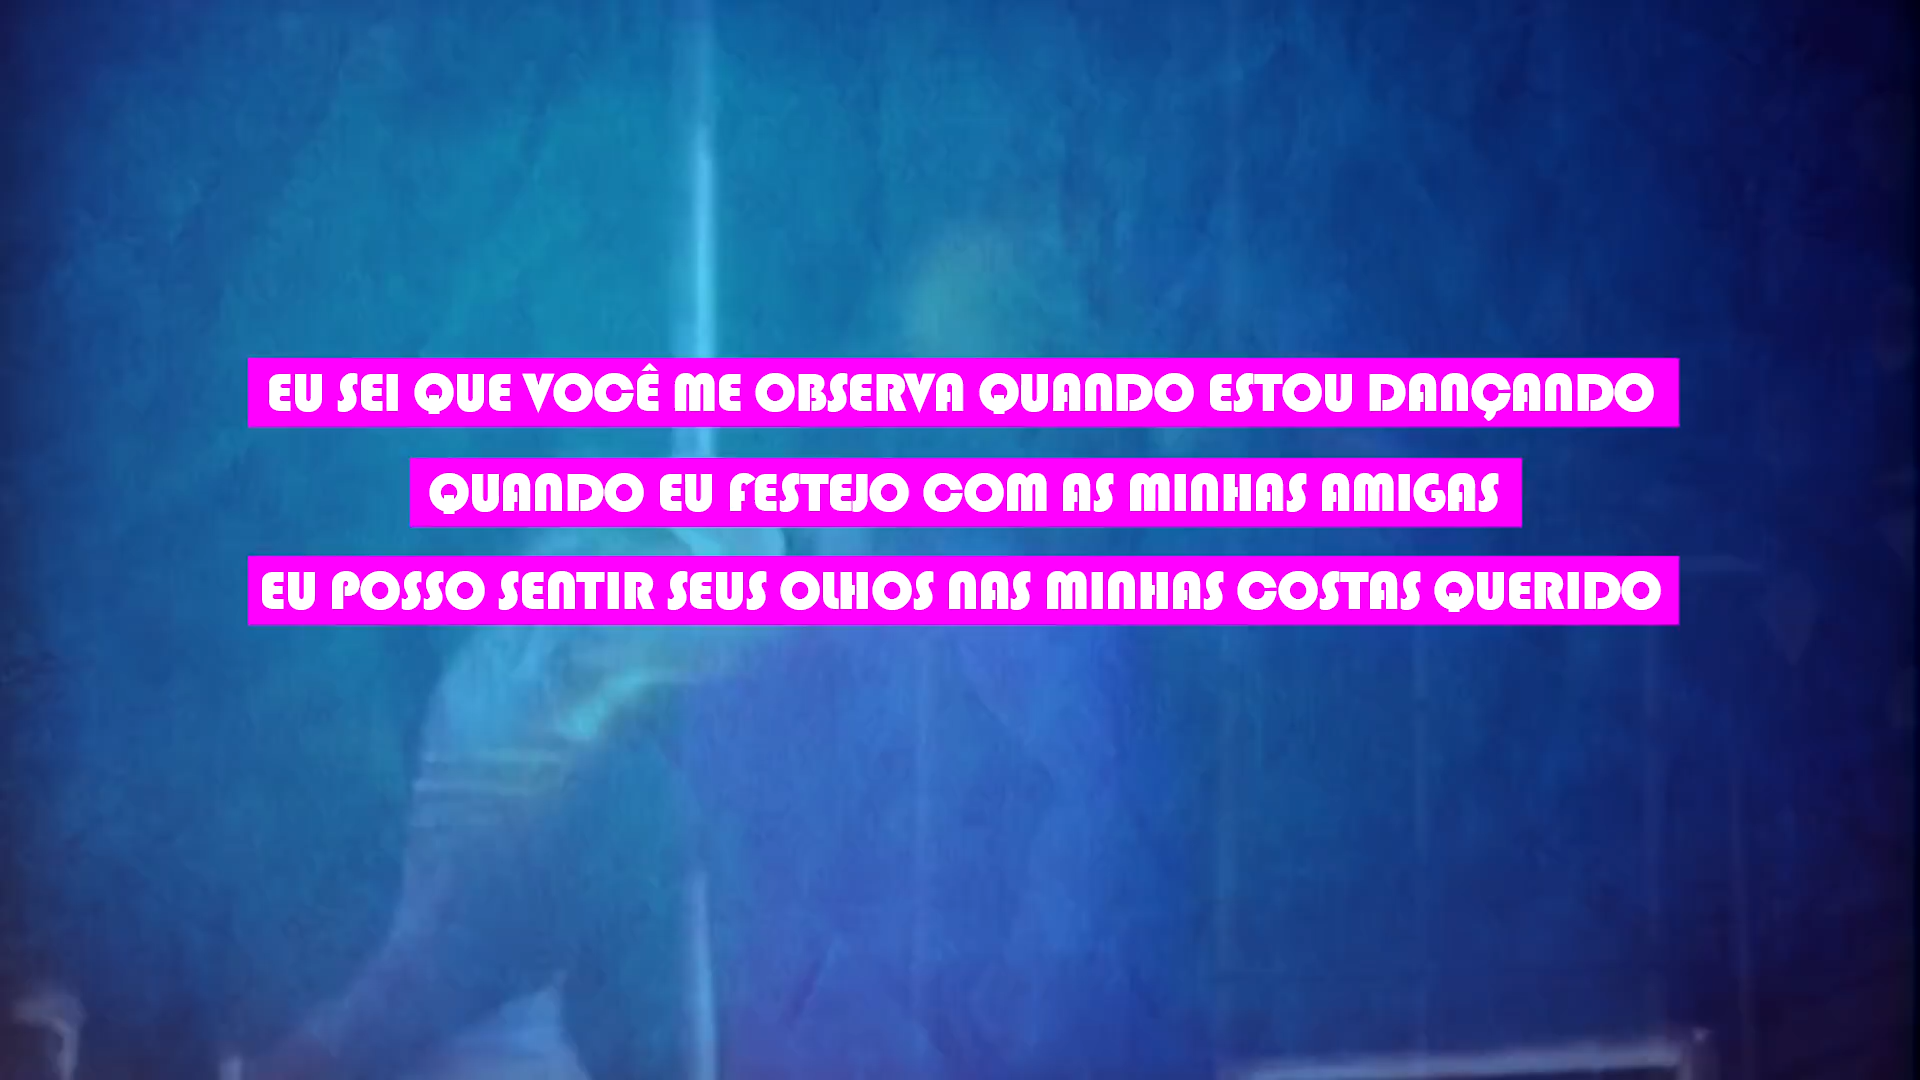 EU SEI QUE VOCÊ ME OBSERVA QUANDO ESTOU DANÇANDO
QUANDO EU FESTEJO COM AS MINHAS AMIGAS
EU POSSO SENTIR SEUS OLHOS NAS MINHAS COSTAS QUERIDO